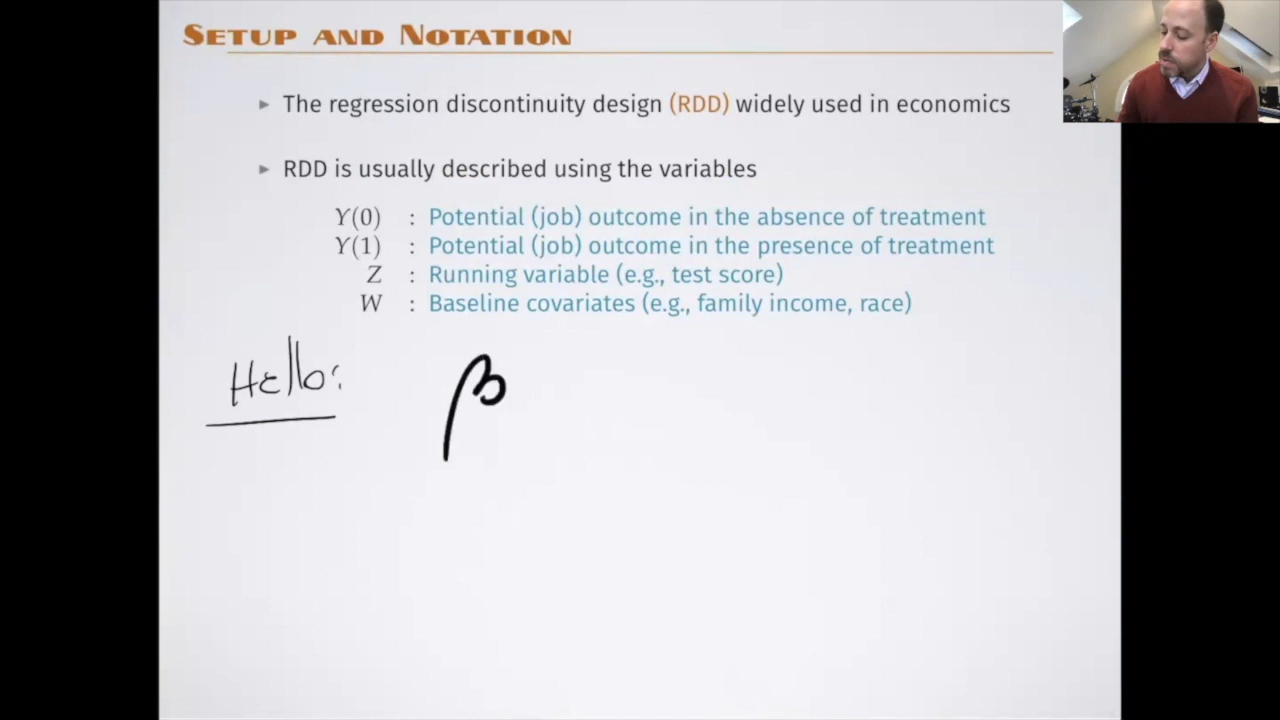 SETUP AND NOTATION
▶ The regression discontinuity design (RDD) widely used in economics
▶ RDD is usually described using the variables
Y(0) : Potential (job) outcome in the absence of treatment
Y(1) : Potential (job) outcome in the presence of treatment
Z : Running variable (e.g., test score)
W : Baseline covariates (e.g., family income, race)
Hello: β